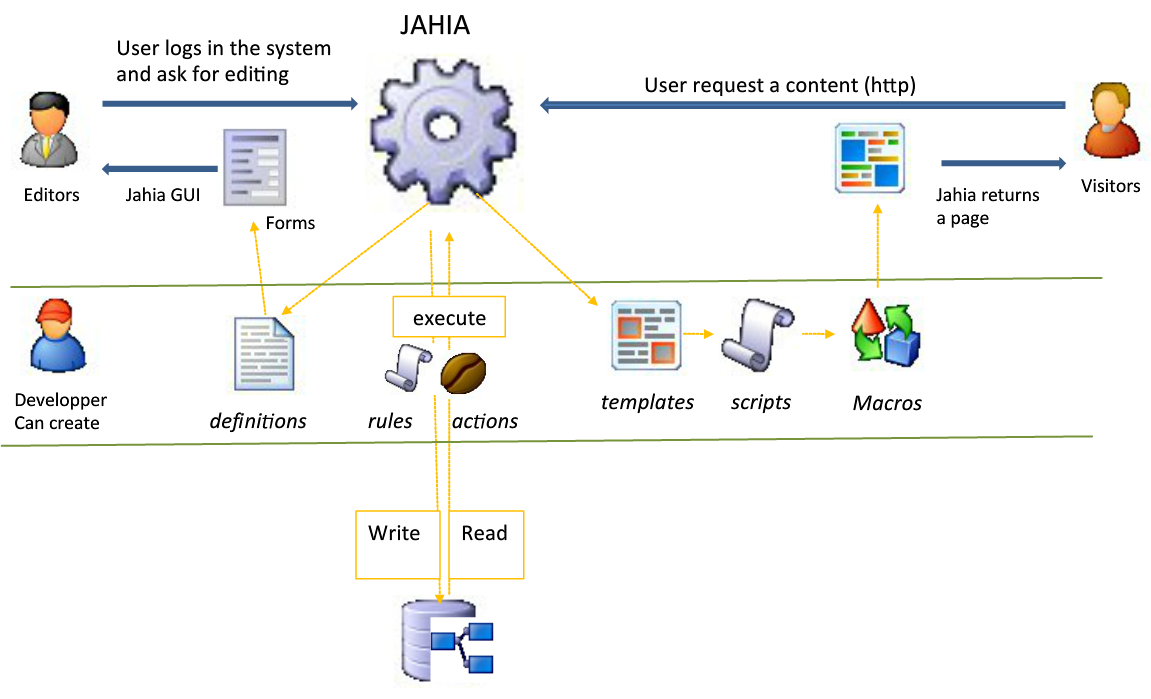 JAHIA
User logs in the system
and ask for editing
User request a content (http)
Editors
Jahia GUI
Forms
Jahia returns
a page
Visitors
execute
Developper
Can create
definitions
rules
actions
templates
scripts
Macros
Write
Read